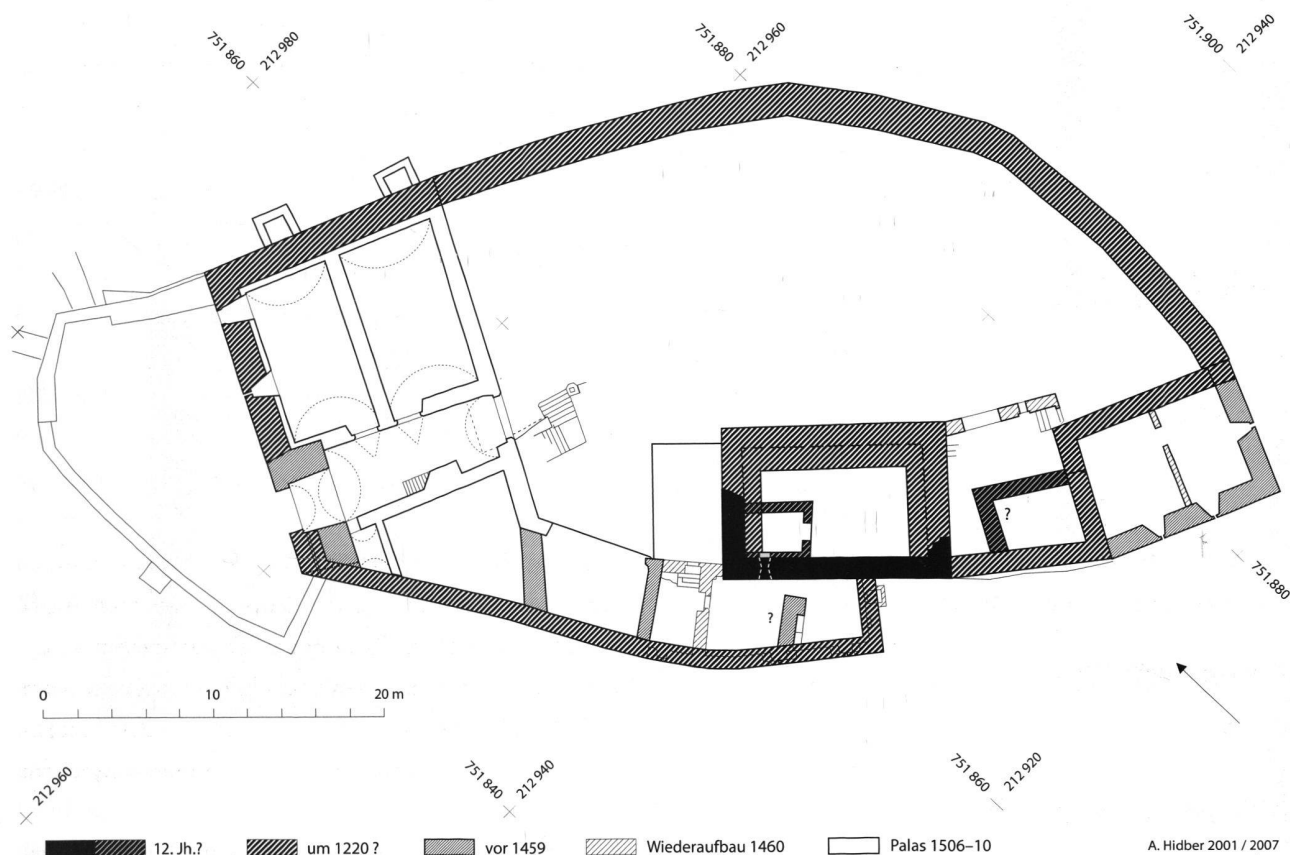 751 860 212 980
751.880 212 960
751.900 212 940
?
751.880
?
0 10 20 m
212 960
751 840 212 940
751 860 212 920
12. Jh.? um 1220 ? vor 1459 Wiederaufbau 1460 Palas 1506–10 A. Hidber 2001 / 2007